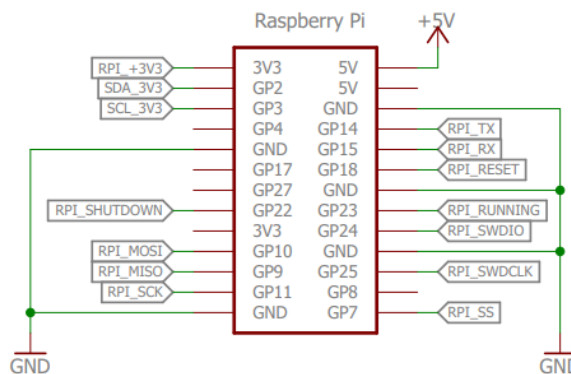 Raspberry Pi +5V
RPI_+3V3 3V3 5V
SDA_3V3 GP2 5V
SCL_3V3 GP3 GND
GP4 GP14 RPI_TX
GND GP15 RPI_RX
GP17 GP18 RPI_RESET
GP27 GND
RPI_SHUTDOWN GP22 GP23 RPI_RUNNING
3V3 GP24 RPI_SWDIO
RPI_MOSI GP10 GND
RPI_MISO GP9 GP25 RPI_SWDCLK
RPI_SCK GP11 GP8
GND GP7 RPI_SS
GND GND